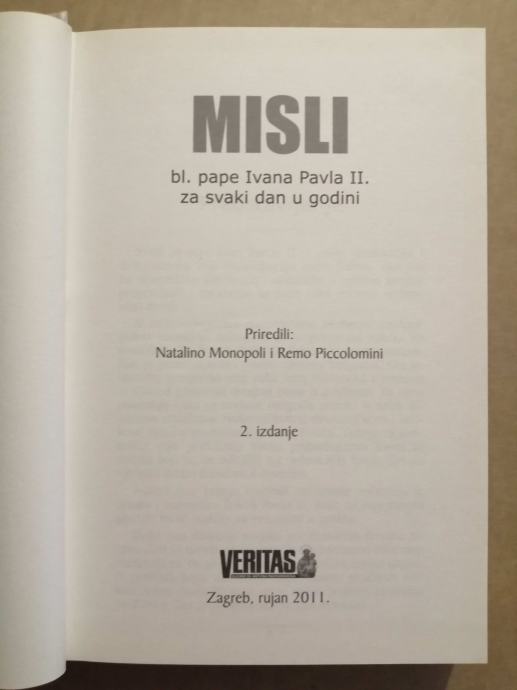 MISLI
bl. pape Ivana Pavla II.
za svaki dan u godini
Priredili:
Natalino Monopoli i Remo Piccolomini
2. izdanje
VERITAS
Zagreb, rujan 2011.